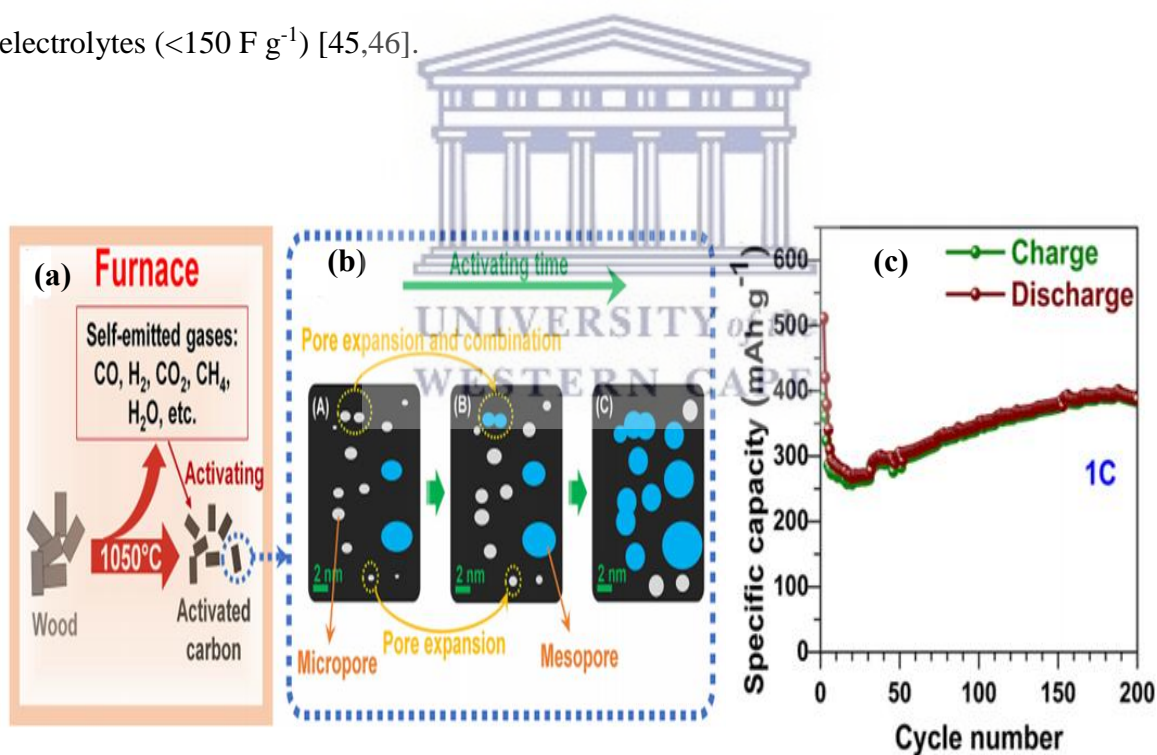 electrolytes (<150 F g⁻¹) [45,46].
(a)
Furnace
Self-emitted gases:
CO, H₂, CO₂, CH₄,
H₂O, etc.
Activating
1050°C
Wood
Activated
carbon
(b)
Activating time
UNIVERSITY of the
Pore expansion and combination
WESTERN CAPE
(A)
(B)
(C)
2 nm
2 nm
2 nm
Pore expansion
Micropore
Mesopore
(c)
Charge
Discharge
Specific capacity (mAh g⁻¹)
600
500
400
300
200
100
0
1C
0
50
100
150
200
Cycle number